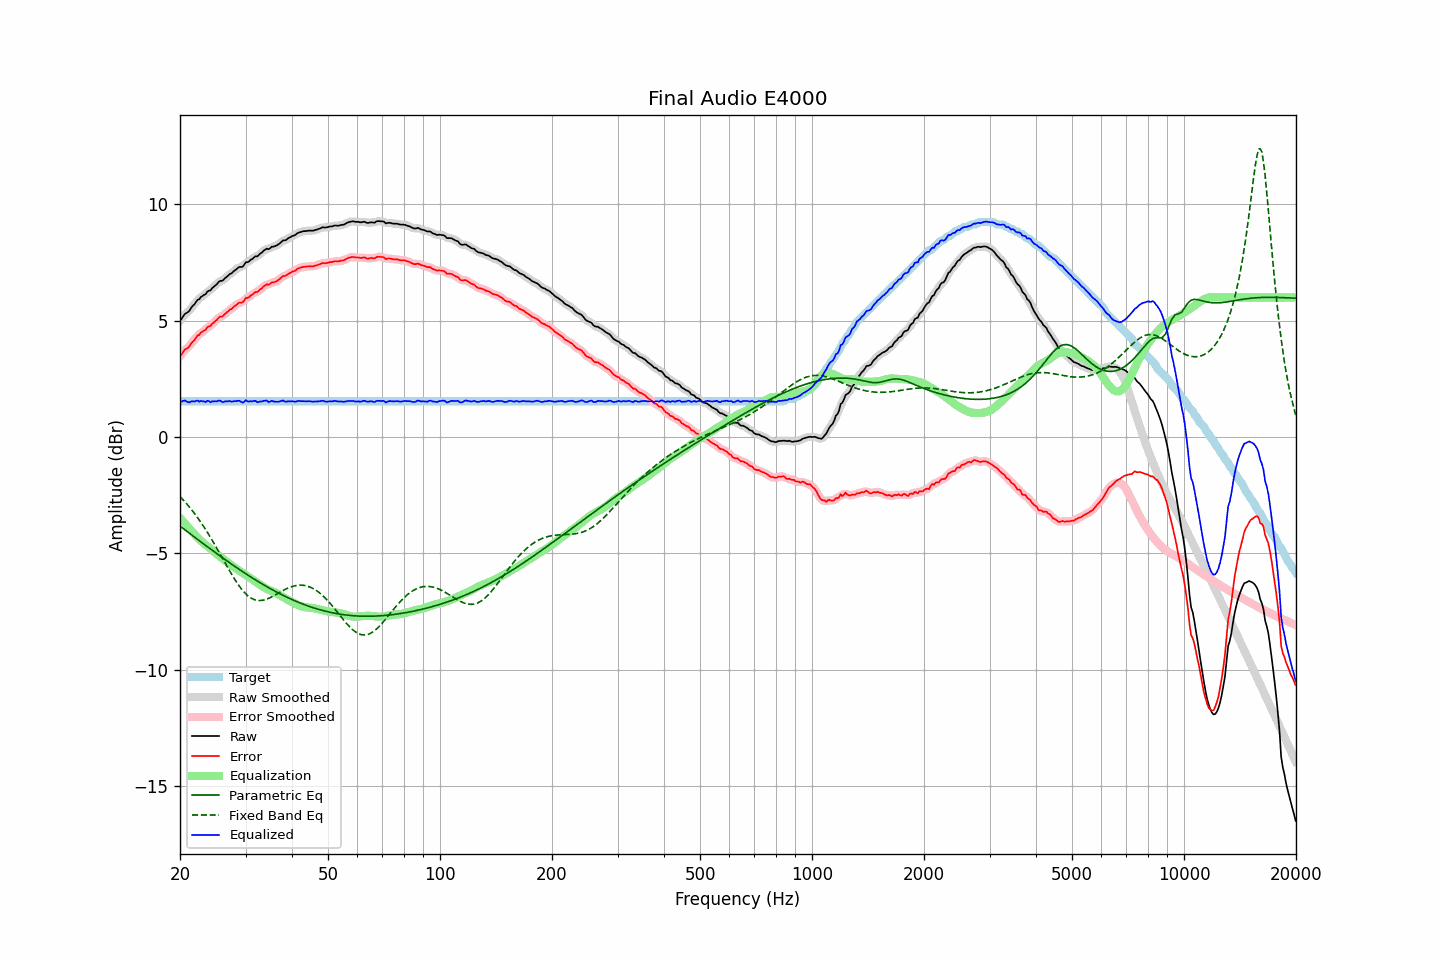 Final Audio E4000
Amplitude (dBr)
10
5
0
−5
−10
−15
Target
Raw Smoothed
Error Smoothed
Raw
Error
Equalization
Parametric Eq
Fixed Band Eq
Equalized
20 50 100 200 500 1000 2000 5000 10000 20000
Frequency (Hz)